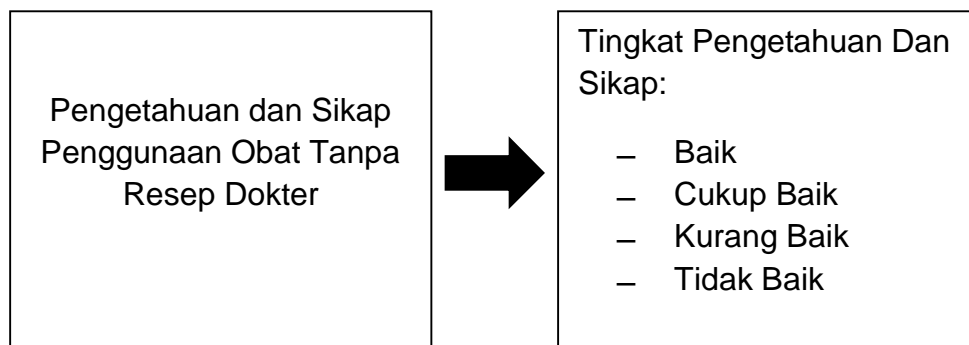 Pengetahuan dan Sikap
Penggunaan Obat Tanpa
Resep Dokter
Tingkat Pengetahuan Dan
Sikap:
– Baik
– Cukup Baik
– Kurang Baik
– Tidak Baik